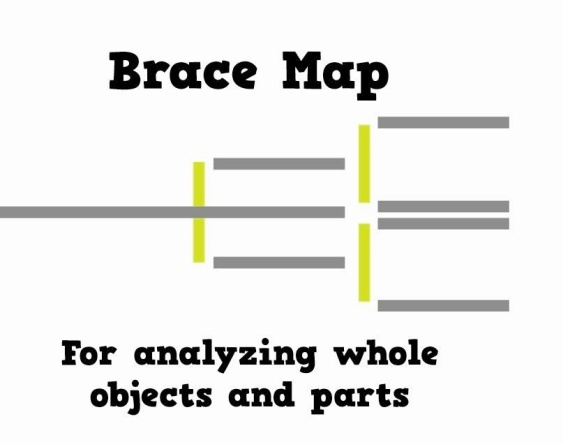 Brace Map
For analyzing whole
objects and parts